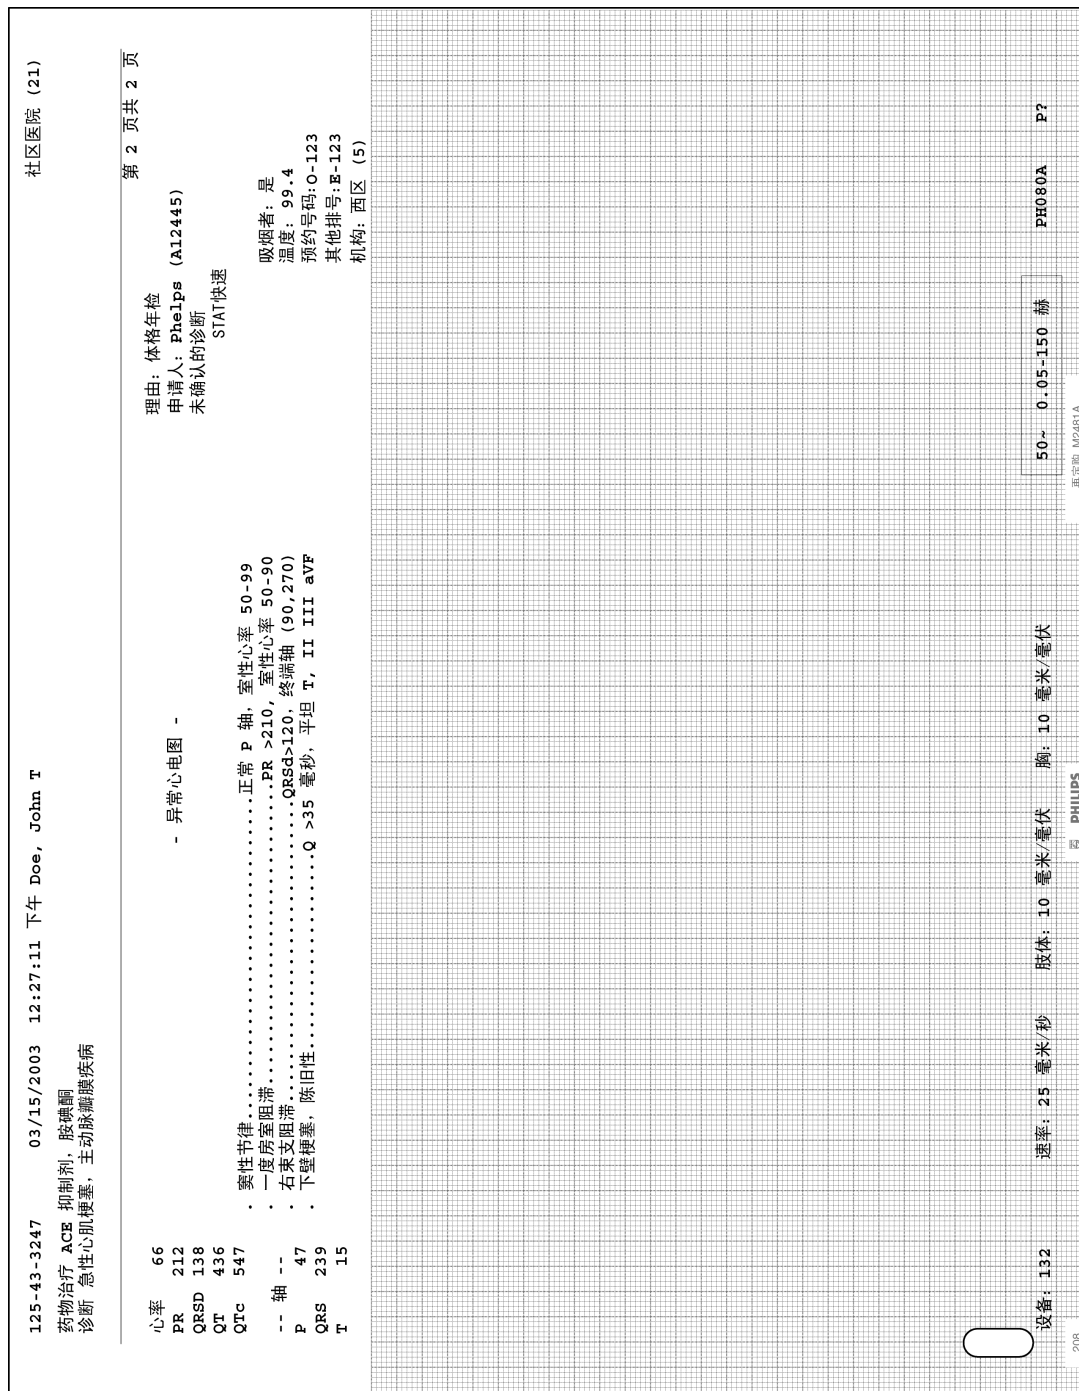 125-43-3247 03/15/2003 12:27:11 下午 Doe, John T 社区医院 (21)
药物治疗 ACE 抑制剂, 胺碘酮
诊断 急性心肌梗塞, 主动脉瓣膜疾病
第 2 页共 2 页
心率 66
PR 212
QRSD 138
QT 436
QTc 547
-- 轴 --
P 47
QRS 239
T 15
- 异常心电图 -
. 窦性节律......................................正常 P 轴, 室性心率 50-99
. 一度房室阻滞...................................PR >210, 室性心率 50-90
. 右束支阻滞....................................QRSd>120, 终端轴 (90,270)
. 下壁梗塞, 陈旧性.........................Q >35 毫秒, 平坦 T, II III aVF
理由: 体格年检
申请人: Phelps (A12445)
未确认的诊断
STAT快速
吸烟者: 是
温度: 99.4
预约号码:O-123
其他排号:E-123
机构: 西区 (5)
设备: 132 速率: 25 毫米/秒 肢体: 10 毫米/毫伏 胸: 10 毫米/毫伏 50~ 0.05-150 赫 PH080A P?
208 PHILIPS 再定购 M2481A